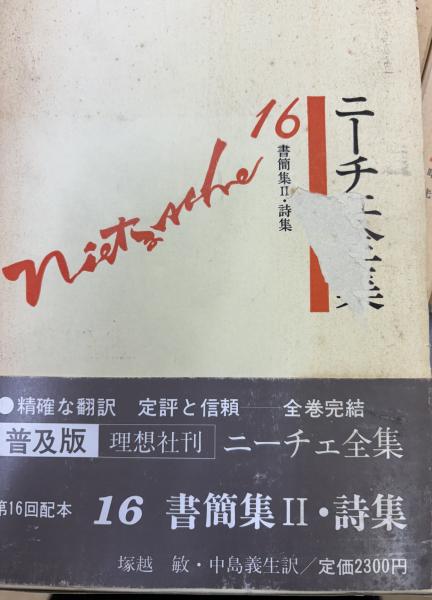 ニーチェ全集
16
書簡集II・詩集
Nietzsche
●精確な翻訳 定評と信頼――全巻完結
普及版 理想社刊 ニーチェ全集
第16回配本 16 書簡集II・詩集
塚越 敏・中島義生訳/定価2300円